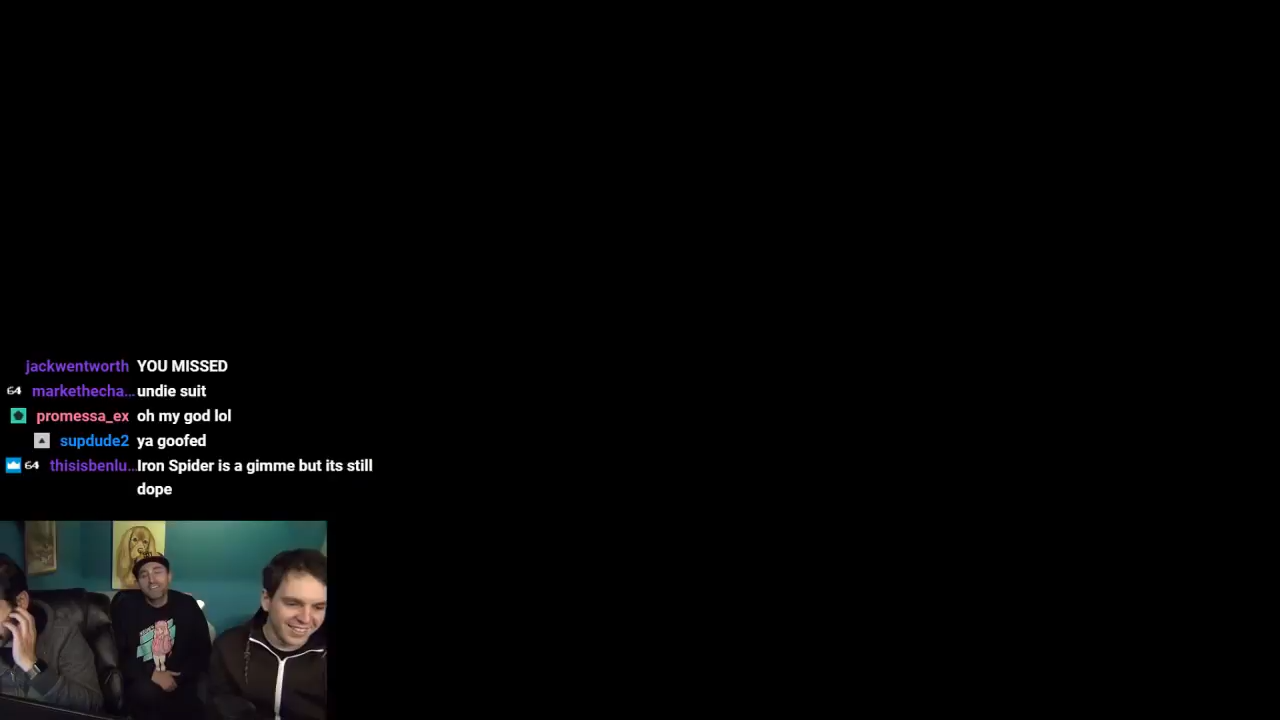 jackwentworth YOU MISSED
64 markethecha... undie suit
promessa_ex oh my god lol
supdude2 ya goofed
64 thisisbenlu... Iron Spider is a gimme but its still
dope